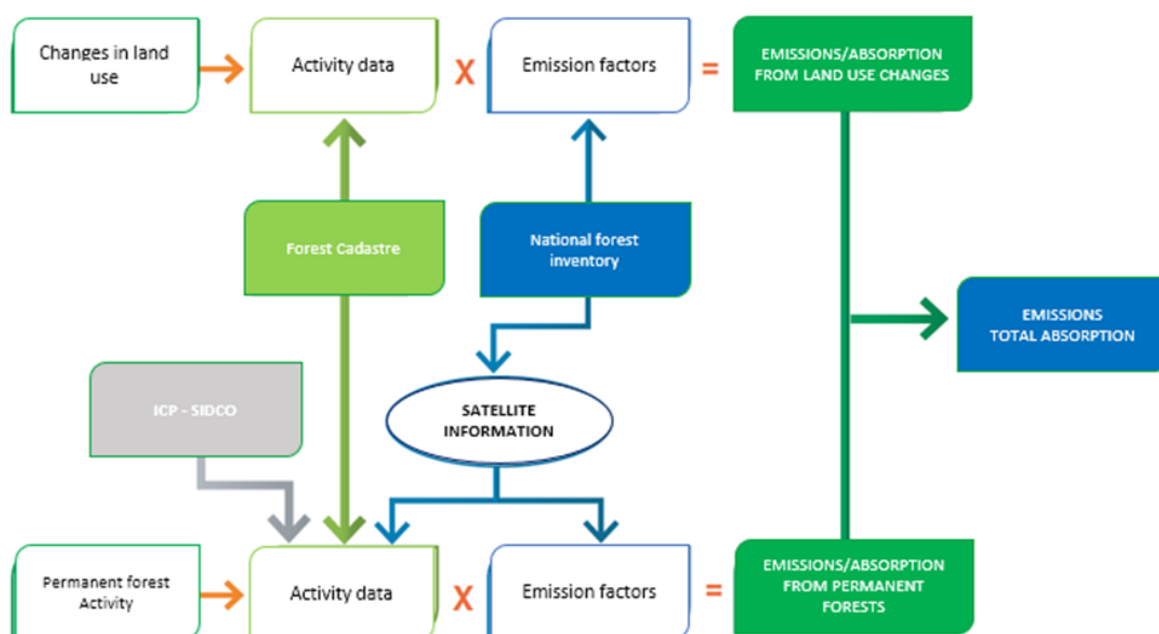 Changes in land
use
Activity data
X
Emission factors
=
EMISSIONS/ABSORPTION
FROM LAND USE CHANGES
Forest Cadastre
National forest
inventory
EMISSIONS
TOTAL ABSORPTION
ICP - SIDCO
SATELLITE
INFORMATION
Permanent forest
Activity
Activity data
X
Emission factors
=
EMISSIONS/ABSORPTION
FROM PERMANENT
FORESTS